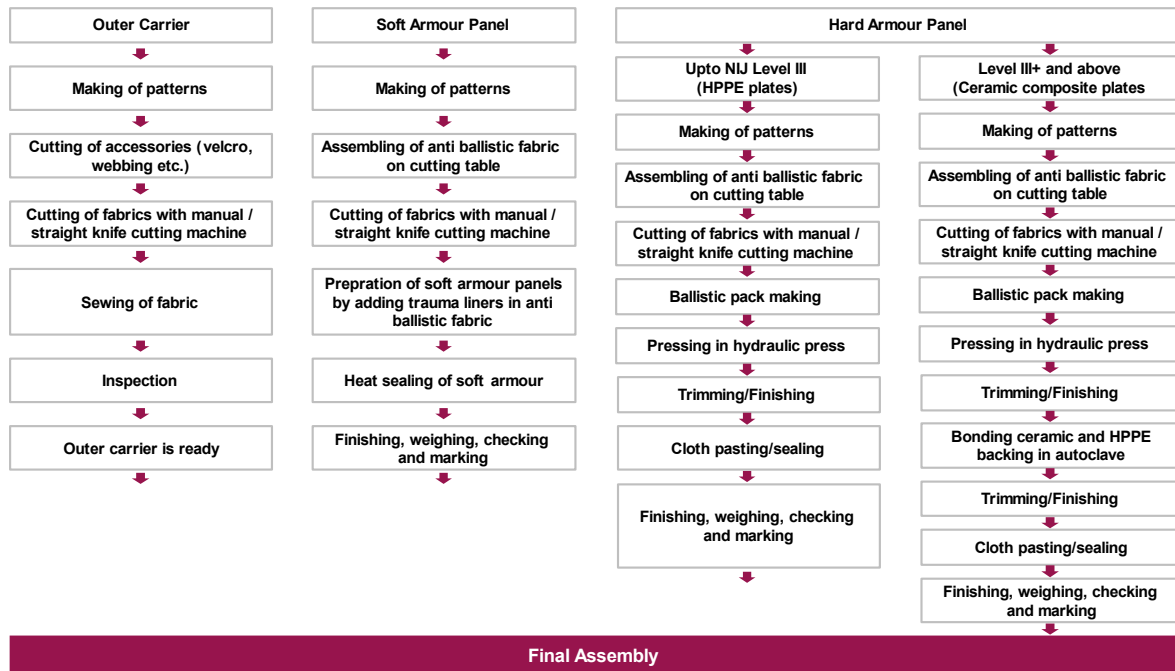 Outer Carrier
Making of patterns
Cutting of accessories (velcro,
webbing etc.)
Cutting of fabrics with manual /
straight knife cutting machine
Sewing of fabric
Inspection
Outer carrier is ready
Soft Armour Panel
Making of patterns
Assembling of anti ballistic fabric
on cutting table
Cutting of fabrics with manual /
straight knife cutting machine
Prepration of soft armour panels
by adding trauma liners in anti
ballistic fabric
Heat sealing of soft armour
Finishing, weighing, checking
and marking
Hard Armour Panel
Upto NIJ Level III
(HPPE plates)
Making of patterns
Assembling of anti ballistic fabric
on cutting table
Cutting of fabrics with manual /
straight knife cutting machine
Ballistic pack making
Pressing in hydraulic press
Trimming/Finishing
Cloth pasting/sealing
Finishing, weighing, checking
and marking
Level III+ and above
(Ceramic composite plates
Making of patterns
Assembling of anti ballistic fabric
on cutting table
Cutting of fabrics with manual /
straight knife cutting machine
Ballistic pack making
Pressing in hydraulic press
Trimming/Finishing
Bonding ceramic and HPPE
backing in autoclave
Trimming/Finishing
Cloth pasting/sealing
Finishing, weighing, checking
and marking
Final Assembly